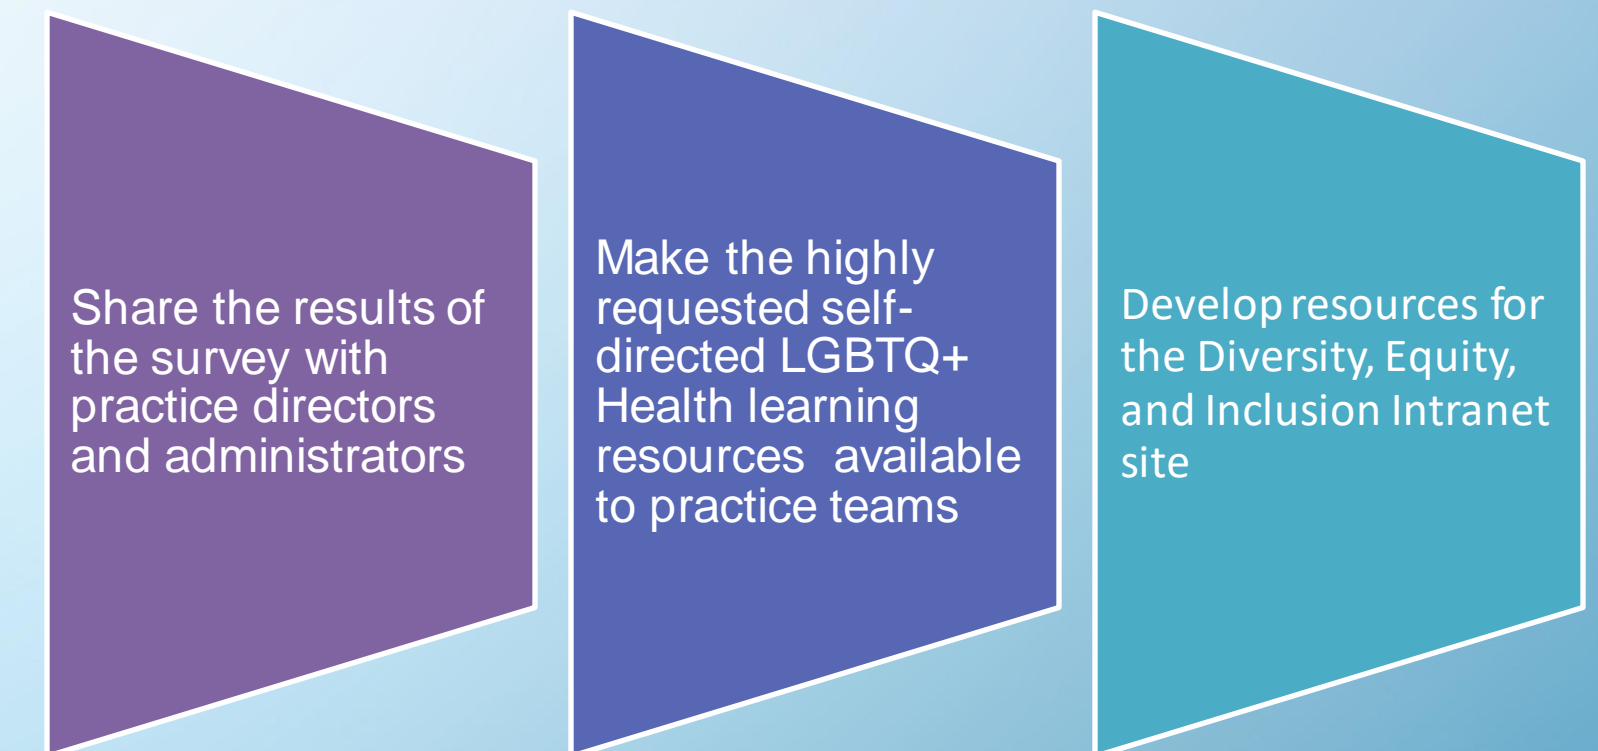 Share the results of
the survey with
practice directors
and administrators
Make the highly
requested self-
directed LGBTQ+
Health learning
resources available
to practice teams
Develop resources for
the Diversity, Equity,
and Inclusion Intranet
site